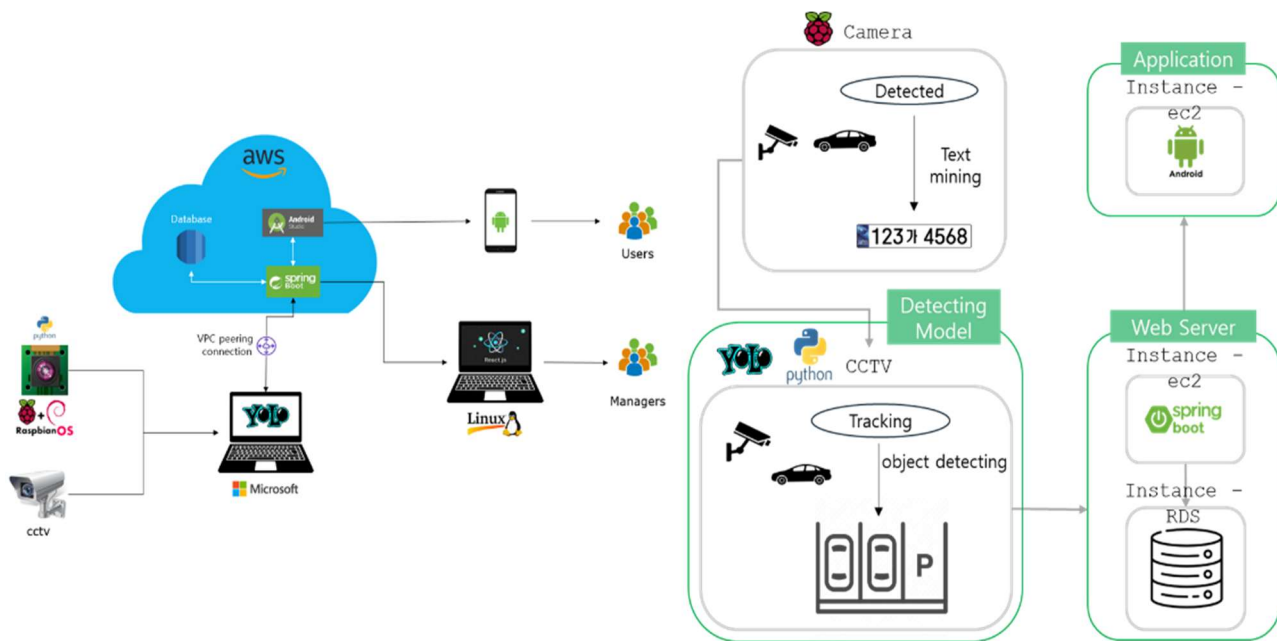 aws
Database
Android
Studio
spring
Boot
Users
python
VPC peering
connection
React.js
Managers
Raspbian OS
YOLO
Linux
Microsoft
cctv
Camera
Detected
Text
mining
123가 4568
Detecting
Model
YOLO
python
CCTV
Tracking
object detecting
P
Application
Instance -
ec2
Android
Web Server
Instance -
ec2
spring
boot
Instance -
RDS